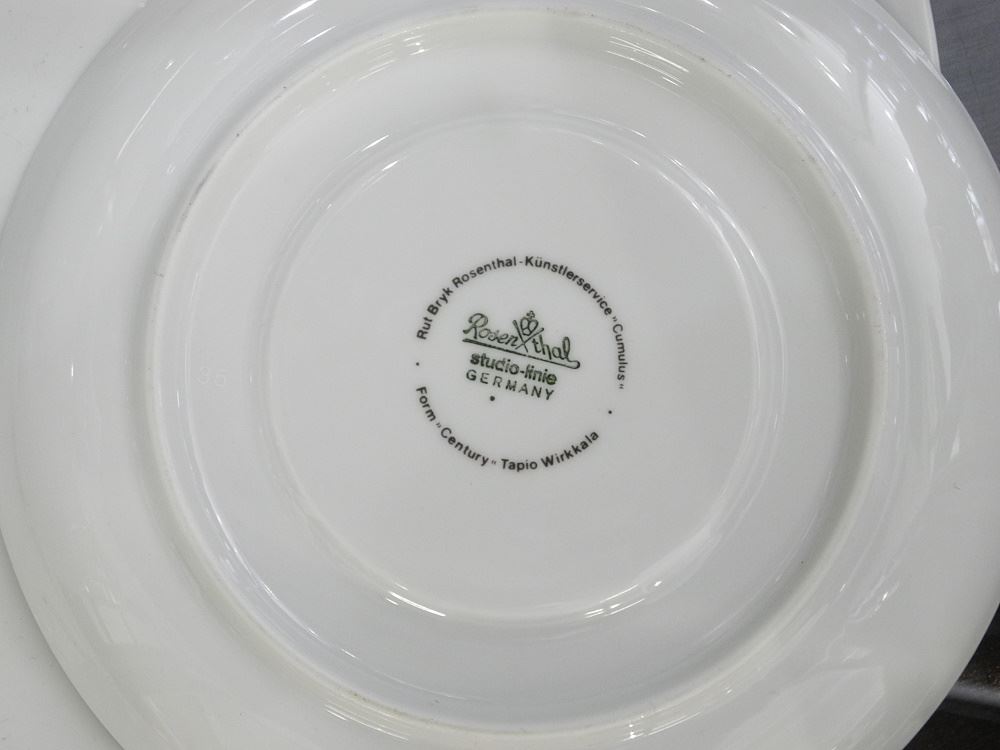 Rut Bryk Rosenthal-Künstlerservice „Cumulus"
Rosenthal
studio-linie
GERMANY
Form „Century" Tapio Wirkkala